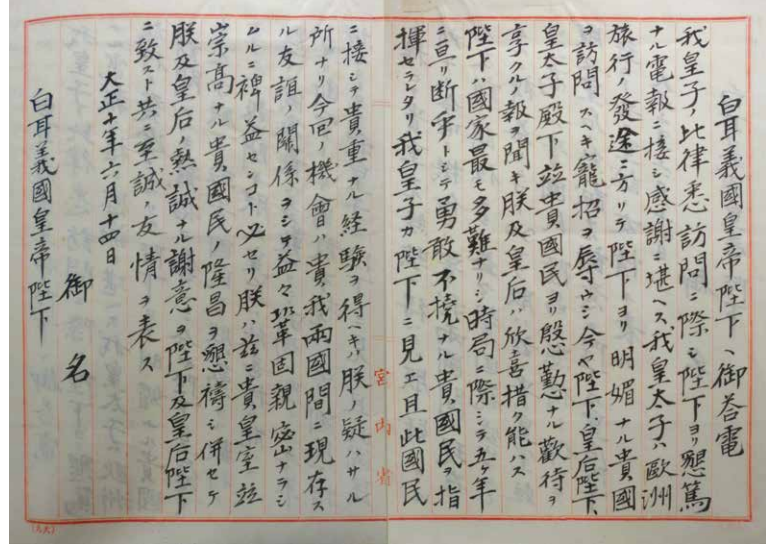 白耳義國皇帝陛下ヘ御答電
我皇子ノ比律悉訪問ニ際シ陛下ヨリ懇篤
ナル電報ニ接シ感謝ニ堪ヘス我皇太子ハ歐洲
旅行ノ發途ニ方リテ陛下ヨリ明媚ナル貴國
ヲ訪問スヘキ寵招ヲ辱ウシ今ヤ陛下、皇后陛下、
皇太子殿下竝貴國民ヨリ慇懃ナル歡待ヲ
享クルノ報ヲ聞キ朕及皇后ハ欣喜措ク能ハス
陛下ハ國家最モ多難ナリシ時局ニ際シテ五ヶ年
ニ亘リ断乎トシテ勇敢不撓ナル貴國民ヲ指
揮セラレタリ我皇子カ陛下ニ見エ且此國民
ニ接シテ貴重ナル経驗ヲ得ヘキハ朕ノ疑ハサル
所ナリ今回ノ機會ハ貴我兩國間ニ現存ス
ル友誼ノ關係ヲシテ益々鞏固親密ナラシ
ムルニ裨益センコト必セリ朕ハ茲ニ貴皇室竝
崇高ナル貴國民ノ隆昌ヲ懇禱シ併セテ
朕及皇后ノ熱誠ナル謝意ヲ陛下及皇后陛下
ニ致スト共ニ至誠ノ友情ヲ表ス
大正十年六月十四日
御名
白耳義國皇帝陛下
宮內省